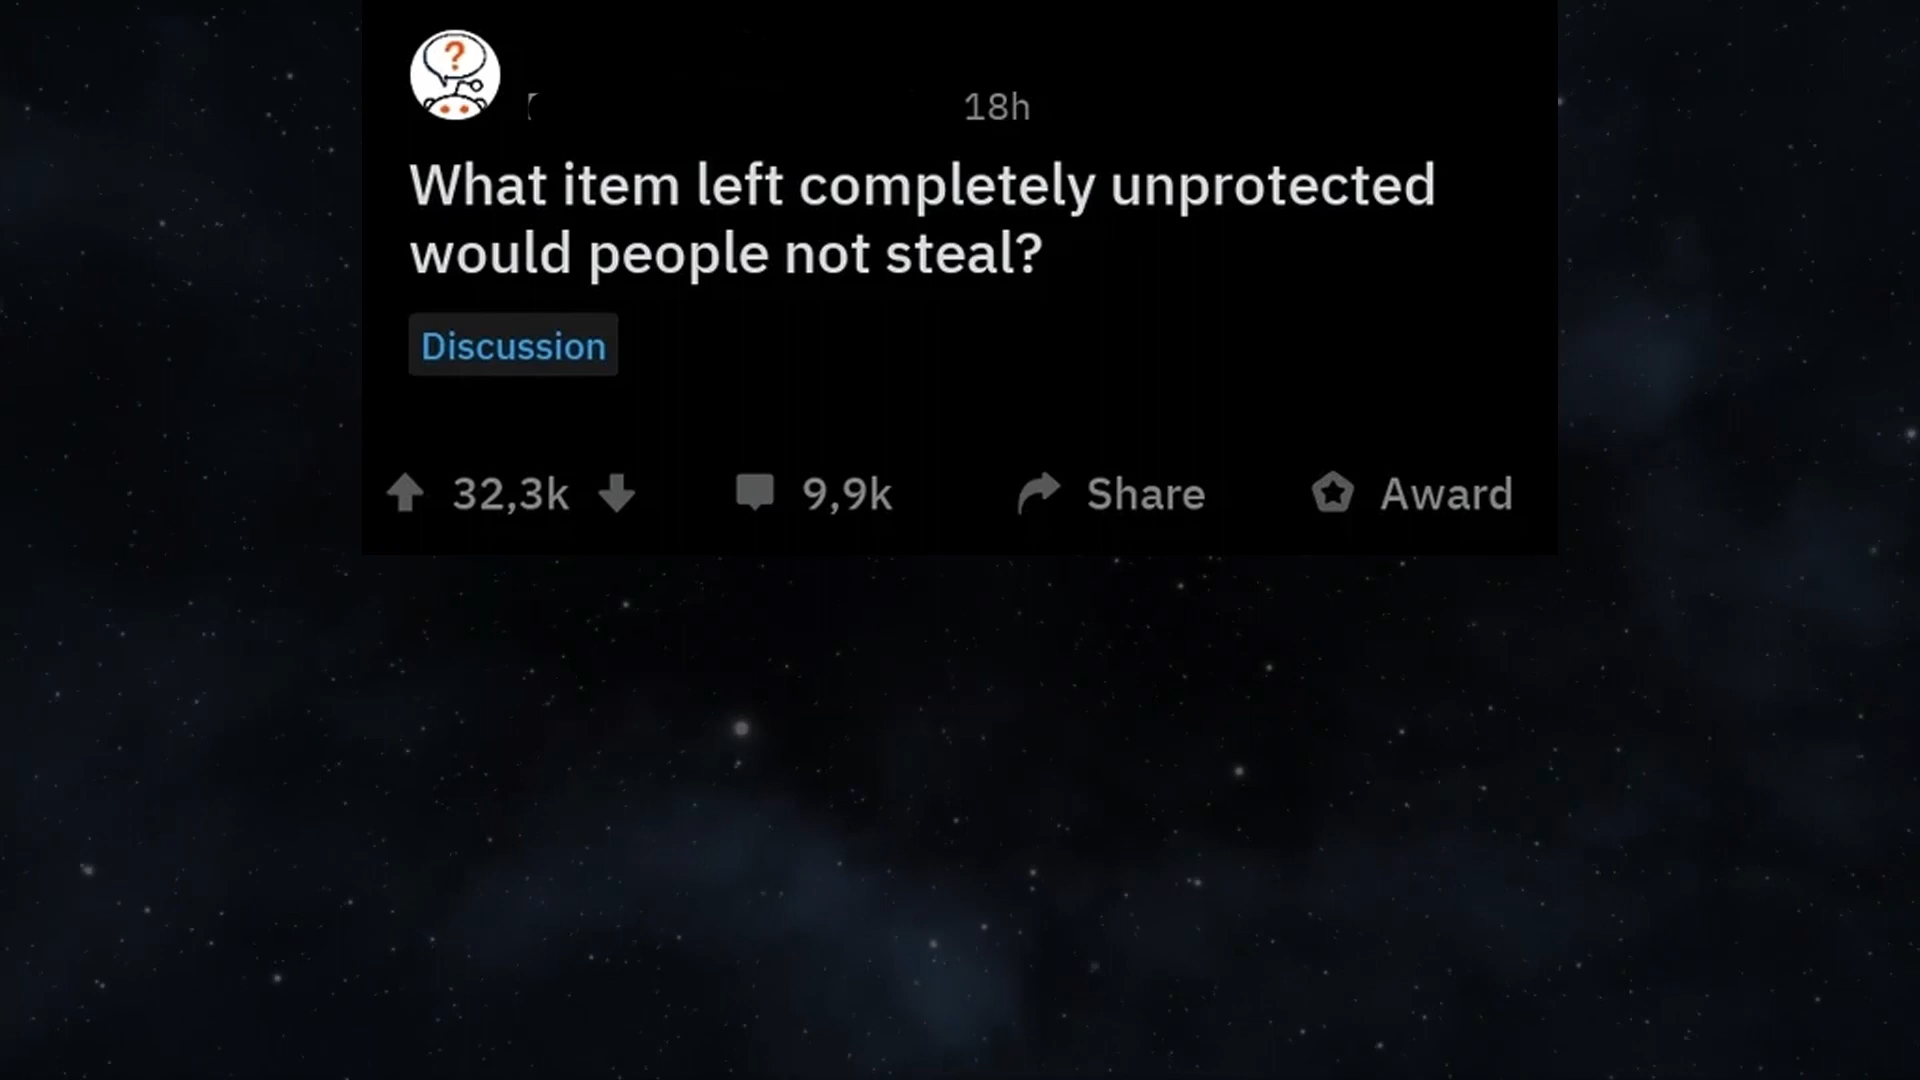 18h
What item left completely unprotected
would people not steal?
Discussion
32,3k 9,9k Share Award